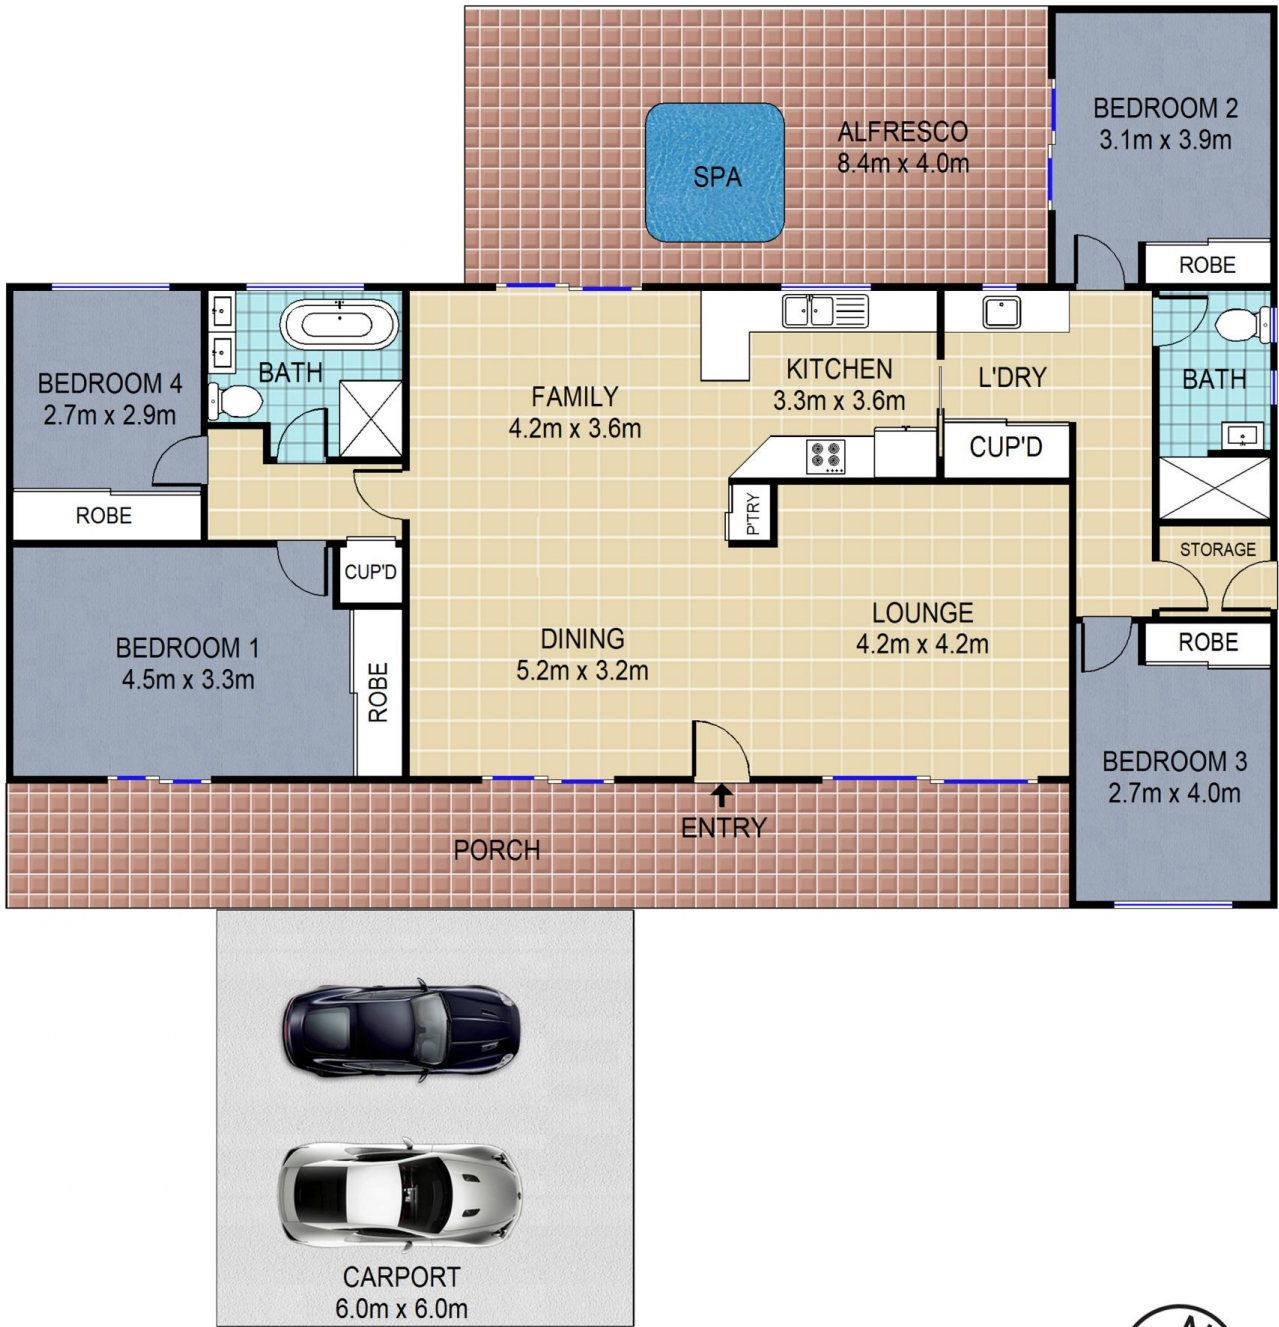 BEDROOM 2
3.1m x 3.9m
ALFRESCO
8.4m x 4.0m
SPA
ROBE
BEDROOM 4
2.7m x 2.9m
BATH
FAMILY
4.2m x 3.6m
KITCHEN
3.3m x 3.6m
L'DRY
BATH
CUP'D
ROBE
P'TRY
STORAGE
CUP'D
BEDROOM 1
4.5m x 3.3m
ROBE
DINING
5.2m x 3.2m
LOUNGE
4.2m x 4.2m
ROBE
BEDROOM 3
2.7m x 4.0m
ENTRY
PORCH
CARPORT
6.0m x 6.0m